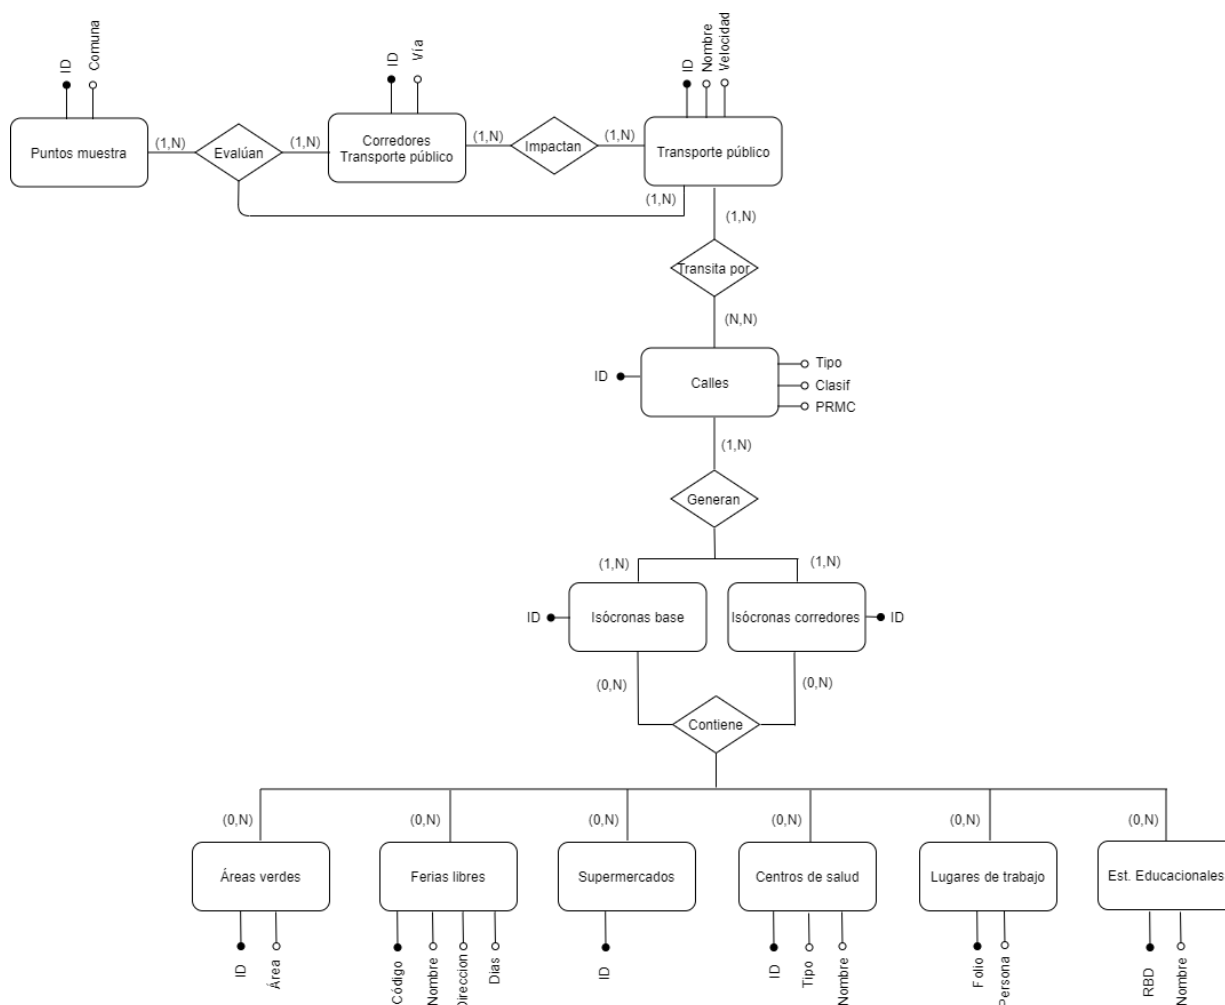 ID
Comuna
ID
Vía
ID
Nombre
Velocidad
Puntos muestra
(1,N)
Evalúan
(1,N)
Corredores
Transporte público
(1,N)
Impactan
(1,N)
Transporte público
(1,N)
(1,N)
Transita por
(N,N)
ID
Calles
Tipo
Clasif
PRMC
(1,N)
Generan
(1,N)
(1,N)
ID
Isócronas base
Isócronas corredores
ID
(0,N)
(0,N)
Contiene
(0,N)
(0,N)
(0,N)
(0,N)
(0,N)
(0,N)
Áreas verdes
Ferias libres
Supermercados
Centros de salud
Lugares de trabajo
Est. Educacionales
ID
Área
Código
Nombre
Direccion
Dias
ID
ID
Tipo
Nombre
Folio
Persona
RBD
Nombre